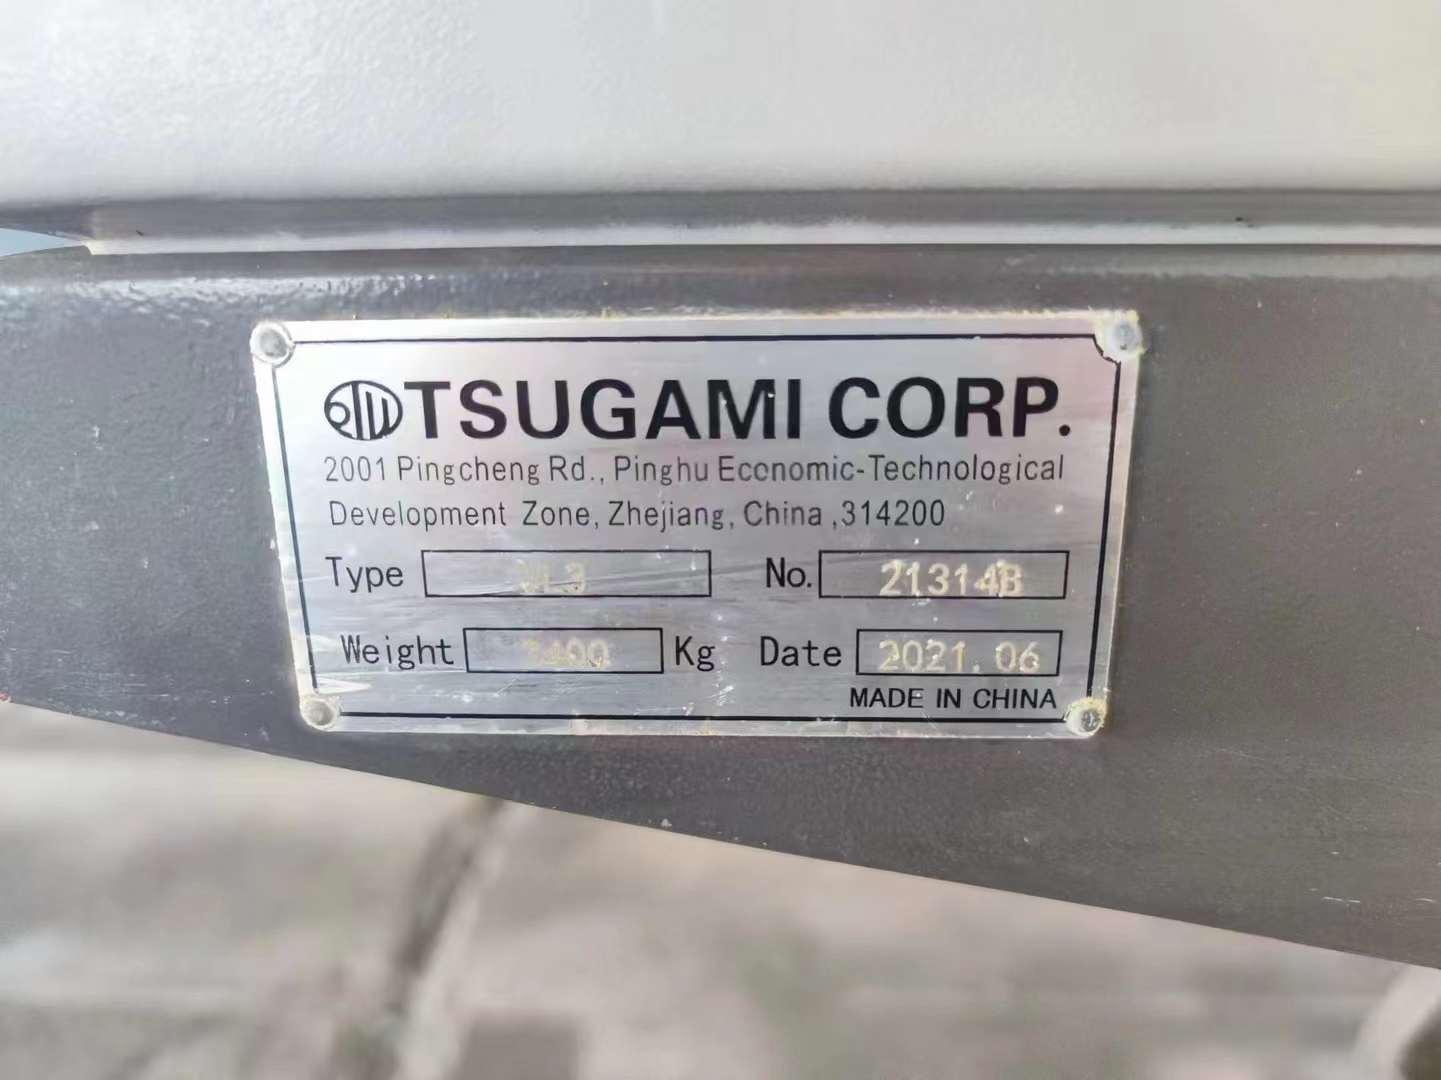 TSUGAMI CORP.
2001 Pingcheng Rd., Pinghu Economic-Technological
Development Zone, Zhejiang, China ,314200
Type No. 213148
Weight Kg Date 2021.06
MADE IN CHINA